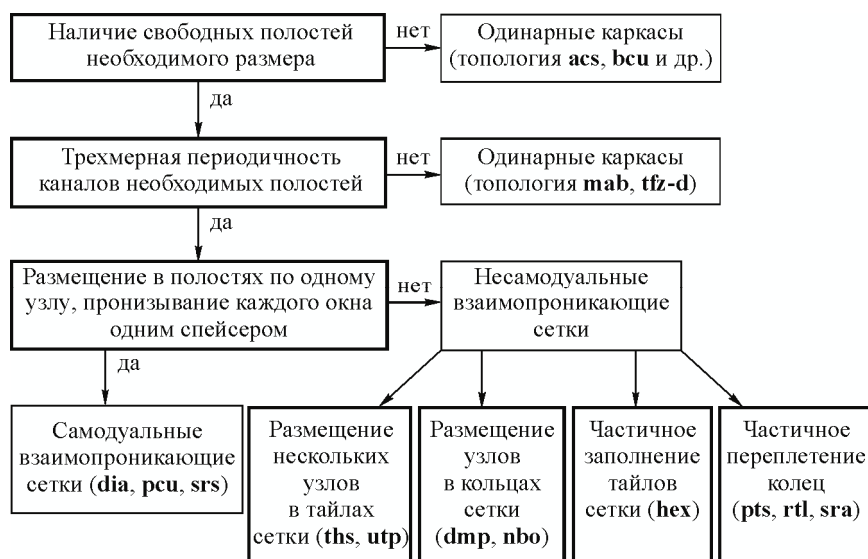 Наличие свободных полостей
необходимого размера
нет
Одинарные каркасы
(топология acs, bcu и др.)
да
Трехмерная периодичность
каналов необходимых полостей
нет
Одинарные каркасы
(топология mab, tfz-d)
да
Размещение в полостях по одному
узлу, пронизывание каждого окна
одним спейсером
нет
Несамодуальные
взаимопроникающие
сетки
да
Самодуальные
взаимопроникающие
сетки (dia, pcu, srs)
Размещение
нескольких
узлов
в тайлах
сетки (ths, utp)
Размещение
узлов
в кольцах
сетки
(dmp, nbo)
Частичное
заполнение
тайлов
сетки (hex)
Частичное
переплетение
колец
(pts, rtl, sra)